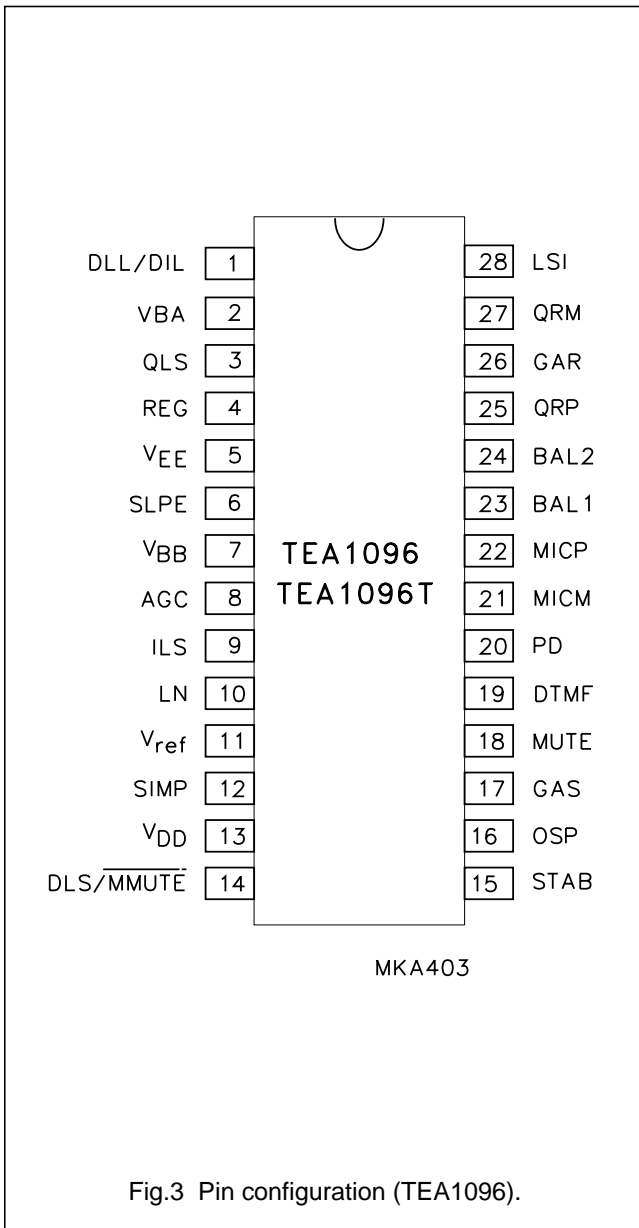 DLL/DIL 1 28 LSI
VBA 2 27 QRM
QLS 3 26 GAR
REG 4 25 QRP
VEE 5 24 BAL2
SLPE 6 23 BAL1
VBB 7 22 MICP
TEA1096
AGC 8 21 MICM
TEA1096T
ILS 9 20 PD
LN 10 19 DTMF
Vref 11 18 MUTE
SIMP 12 17 GAS
VDD 13 16 OSP
DLS/MMUTE 14 15 STAB
MKA403
Fig.3 Pin configuration (TEA1096).